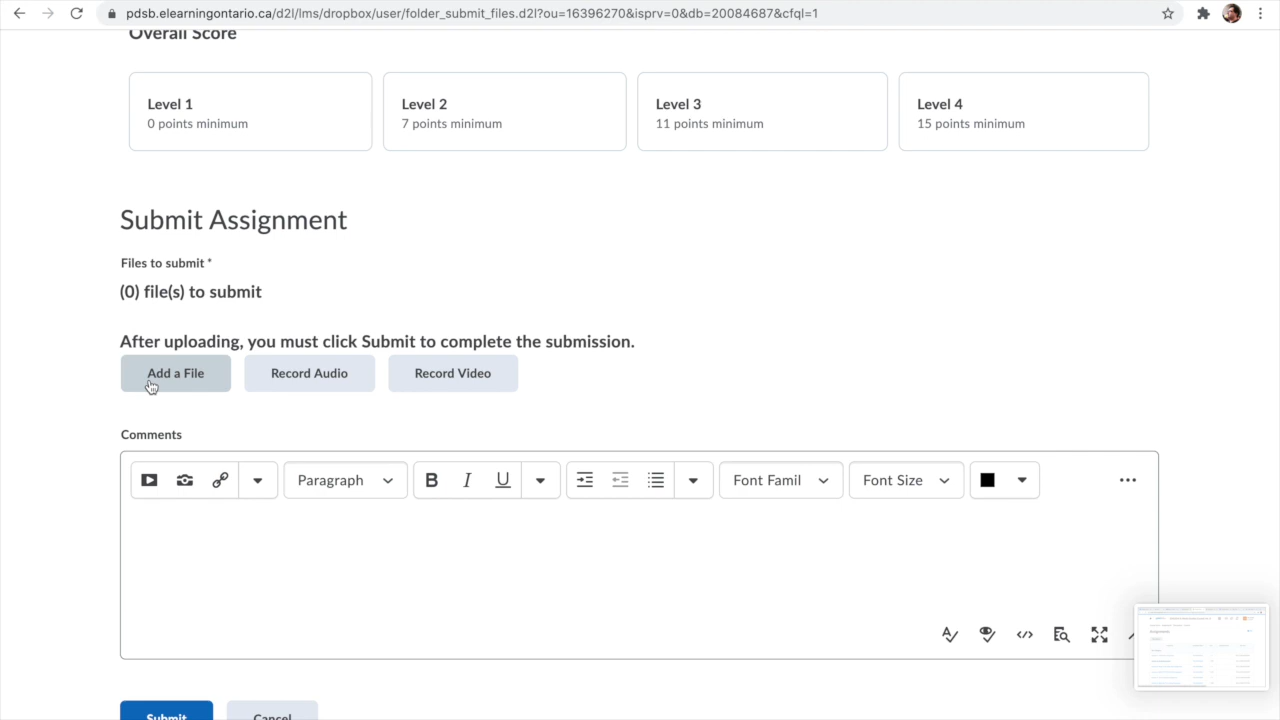 pdsb.elearningontario.ca/d2l/lms/dropbox/user/folder_submit_files.d2l?ou=16396270&isprv=0&db=20084687&cfql=1
Overall Score
Level 1 Level 2 Level 3 Level 4
0 points minimum 7 points minimum 11 points minimum 15 points minimum
Submit Assignment
Files to submit *
(0) file(s) to submit
After uploading, you must click Submit to complete the submission.
Add a File Record Audio Record Video
Comments
Paragraph B I U Font Famil Font Size
Submit Cancel